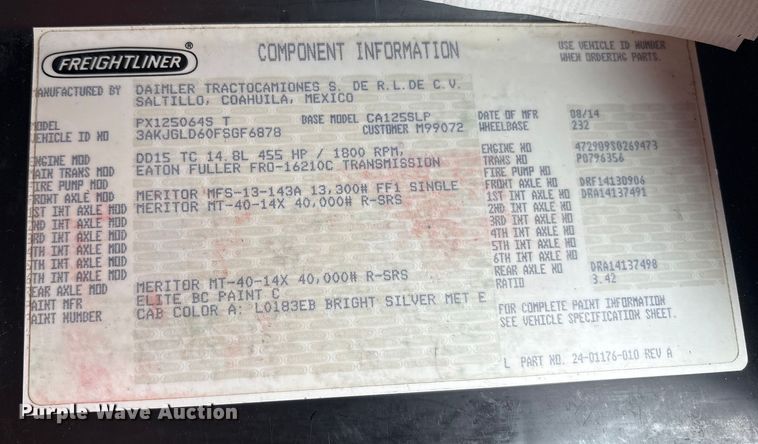 FREIGHTLINER ®
COMPONENT INFORMATION
USE VEHICLE ID NUMBER
WHEN ORDERING PARTS.
MANUFACTURED BY DAIMLER TRACTOCAMIONES S. DE R.L.DE C.V.
SALTILLO, COAHUILA, MEXICO
MODEL PX125064S T BASE MODEL CA125SLP DATE OF MFR 08/14
VEHICLE ID NO 3AKJGLD60FSGF6878 CUSTOMER M99072 WHEELBASE 232
ENGINE MOD DD15 TC 14.8L 455 HP / 1800 RPM, ENGINE NO 472909S0269473
MAIN TRANS MOD EATON FULLER FRO-16210C TRANSMISSION TRANS NO P0796356
FIRE PUMP MOD FIRE PUMP NO
FRONT AXLE MOD MERITOR MFS-13-143A 13,300# FF1 SINGLE FRONT AXLE NO DRF14130906
1ST INT AXLE MOD MERITOR MT-40-14X 40,000# R-SRS 1ST INT AXLE NO DRA14137491
2ND INT AXLE MOD 2ND INT AXLE NO
3RD INT AXLE MOD 3RD INT AXLE NO
4TH INT AXLE MOD 4TH INT AXLE NO
5TH INT AXLE MOD 5TH INT AXLE NO
6TH INT AXLE MOD 6TH INT AXLE NO
REAR AXLE MOD MERITOR MT-40-14X 40,000# R-SRS REAR AXLE NO DRA14137498
PAINT MFR ELITE BC PAINT C RATIO 3.42
PAINT NUMBER CAB COLOR A: L0183EB BRIGHT SILVER MET E
FOR COMPLETE PAINT INFORMATION
SEE VEHICLE SPECIFICATION SHEET.
L PART NO. 24-01176-010 REV A
Purple Wave Auction